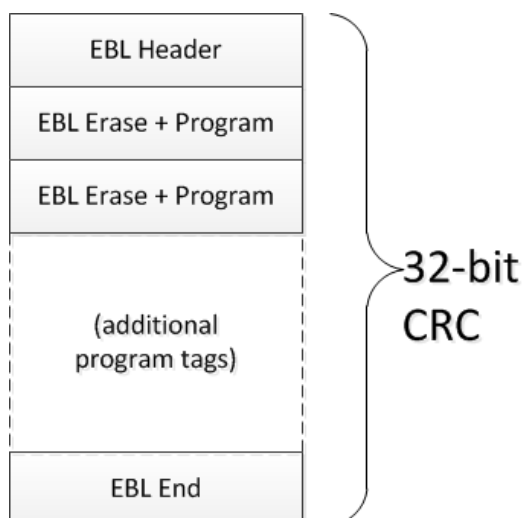 EBL Header
EBL Erase + Program
EBL Erase + Program
(additional
program tags)
EBL End
32-bit
CRC